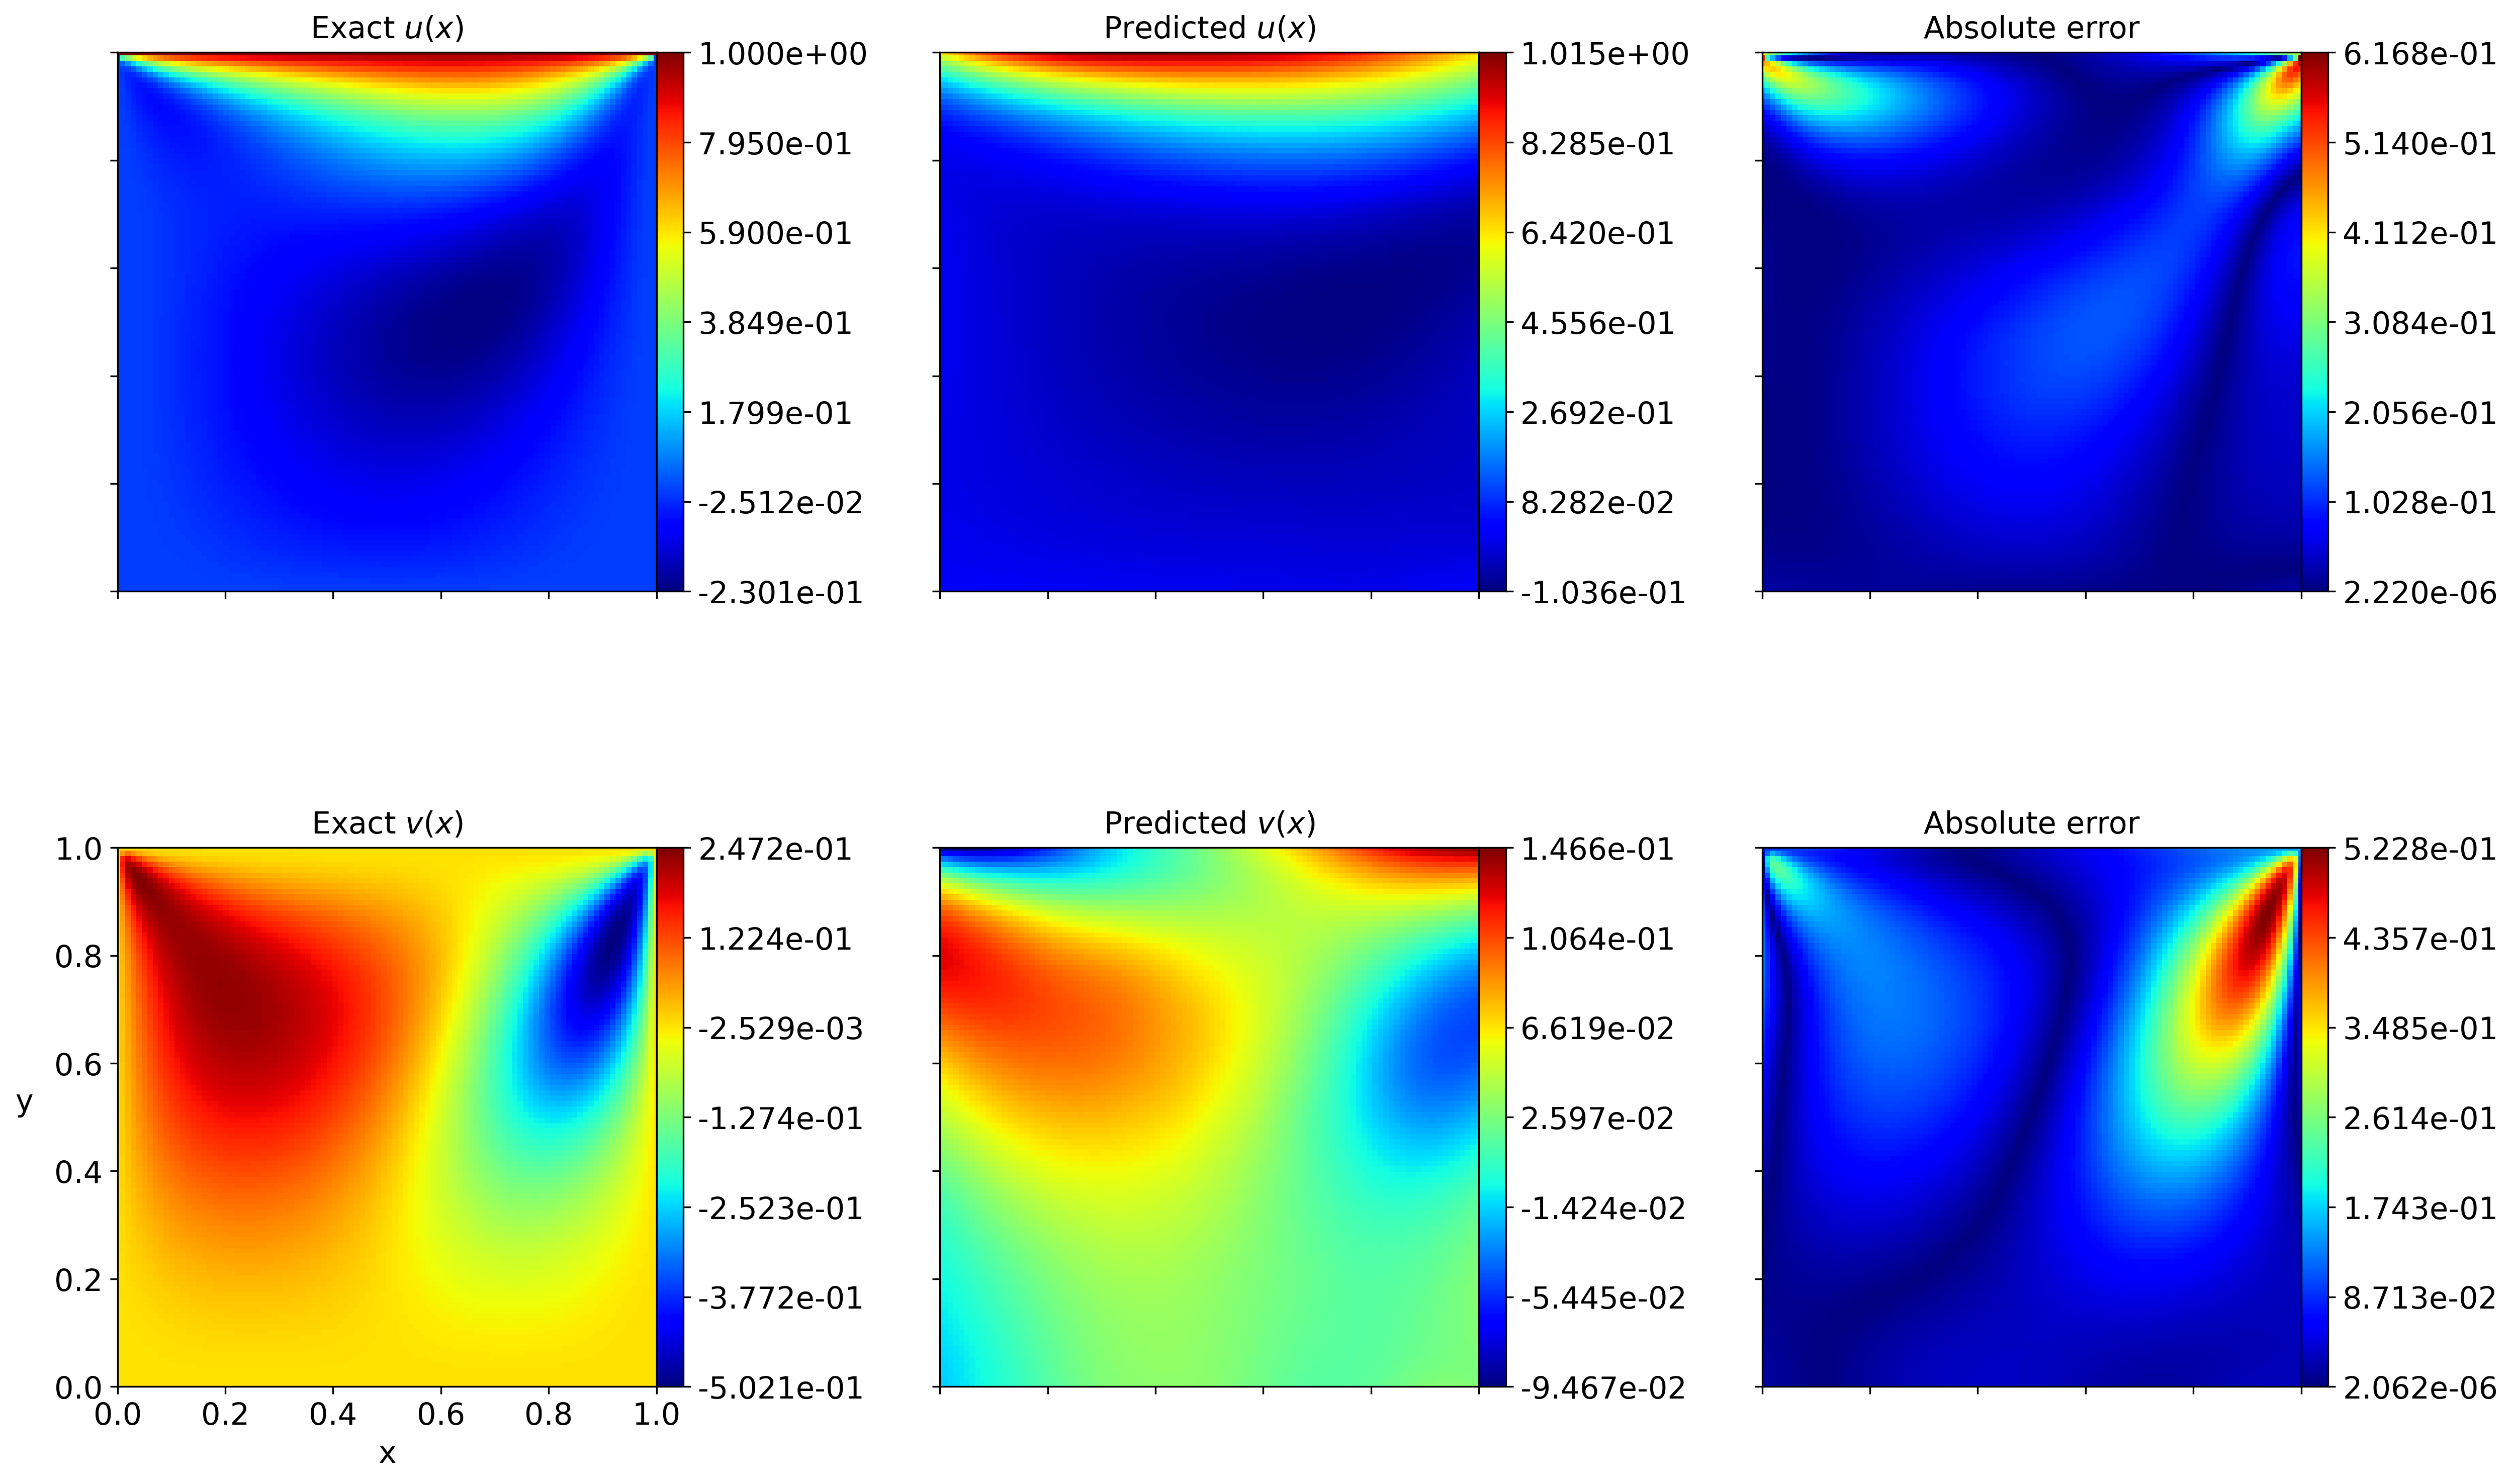 Exact u(x)
1.000e+00
7.950e-01
5.900e-01
3.849e-01
1.799e-01
-2.512e-02
-2.301e-01
Predicted u(x)
1.015e+00
8.285e-01
6.420e-01
4.556e-01
2.692e-01
8.282e-02
-1.036e-01
Absolute error
6.168e-01
5.140e-01
4.112e-01
3.084e-01
2.056e-01
1.028e-01
2.220e-06
Exact v(x)
y
1.0
0.8
0.6
0.4
0.2
0.0
0.0 0.2 0.4 0.6 0.8 1.0
x
2.472e-01
1.224e-01
-2.529e-03
-1.274e-01
-2.523e-01
-3.772e-01
-5.021e-01
Predicted v(x)
1.466e-01
1.064e-01
6.619e-02
2.597e-02
-1.424e-02
-5.445e-02
-9.467e-02
Absolute error
5.228e-01
4.357e-01
3.485e-01
2.614e-01
1.743e-01
8.713e-02
2.062e-06